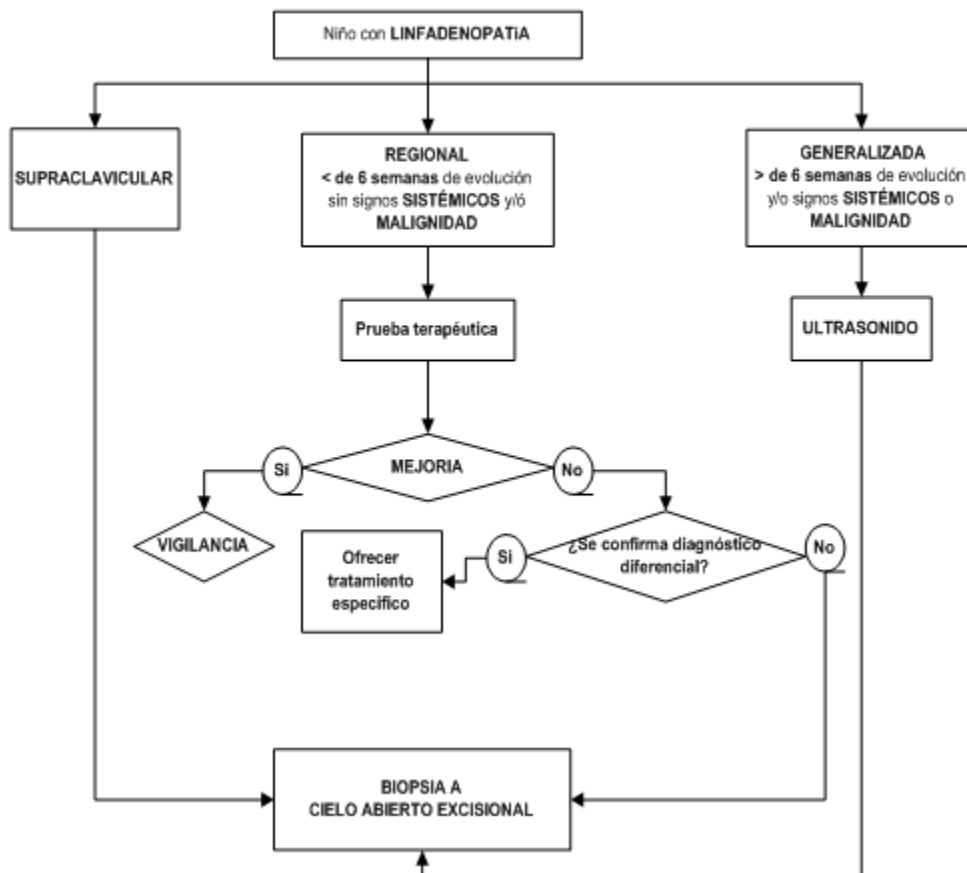 Niño con LINFADENOPATiA
SUPRACLAVICULAR
REGIONAL
< de 6 semanas de evolución
sin signos SISTÉMICOS y/ó
MALIGNIDAD
GENERALIZADA
> de 6 semanas de evolución
y/o signos SISTÉMICOS o
MALIGNIDAD
Prueba terapéutica
ULTRASONIDO
Si
MEJORIA
No
VIGILANCIA
Ofrecer
tratamiento
especifico
Si
¿Se confirma diagnóstico
diferencial?
No
BIOPSIA A
CIELO ABIERTO EXCISIONAL